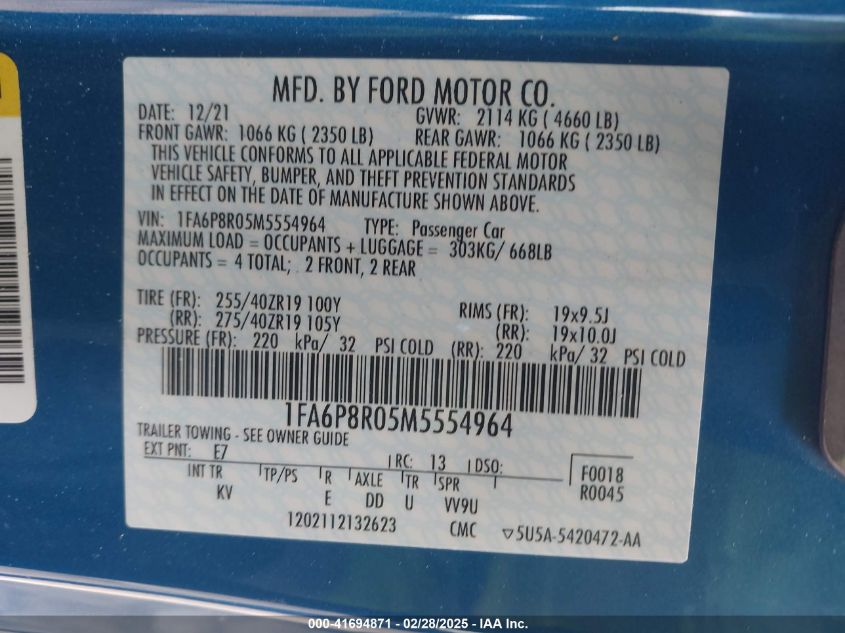 MFD. BY FORD MOTOR CO.
DATE: 12/21 GVWR: 2114 KG ( 4660 LB)
FRONT GAWR: 1066 KG ( 2350 LB) REAR GAWR: 1066 KG ( 2350 LB)
THIS VEHICLE CONFORMS TO ALL APPLICABLE FEDERAL MOTOR
VEHICLE SAFETY, BUMPER, AND THEFT PREVENTION STANDARDS
IN EFFECT ON THE DATE OF MANUFACTURE SHOWN ABOVE.
VIN: 1FA6P8R05M5554964 TYPE: Passenger Car
MAXIMUM LOAD = OCCUPANTS + LUGGAGE = 303KG/ 668LB
OCCUPANTS = 4 TOTAL; 2 FRONT, 2 REAR
TIRE (FR): 255/40ZR19 100Y RIMS (FR): 19x9.5J
(RR): 275/40ZR19 105Y (RR): 19x10.0J
PRESSURE (FR): 220 kPa/ 32 PSI COLD (RR): 220 kPa/ 32 PSI COLD
1FA6P8R05M5554964
TRAILER TOWING - SEE OWNER GUIDE
EXT PNT: E7 RC: 13 DSO: F0018
INT TR TP/PS R AXLE TR SPR R0045
KV E DD U VV9U
1202112132623 CMC 5U5A-5420472-AA
000-41694871 - 02/28/2025 - IAA Inc.